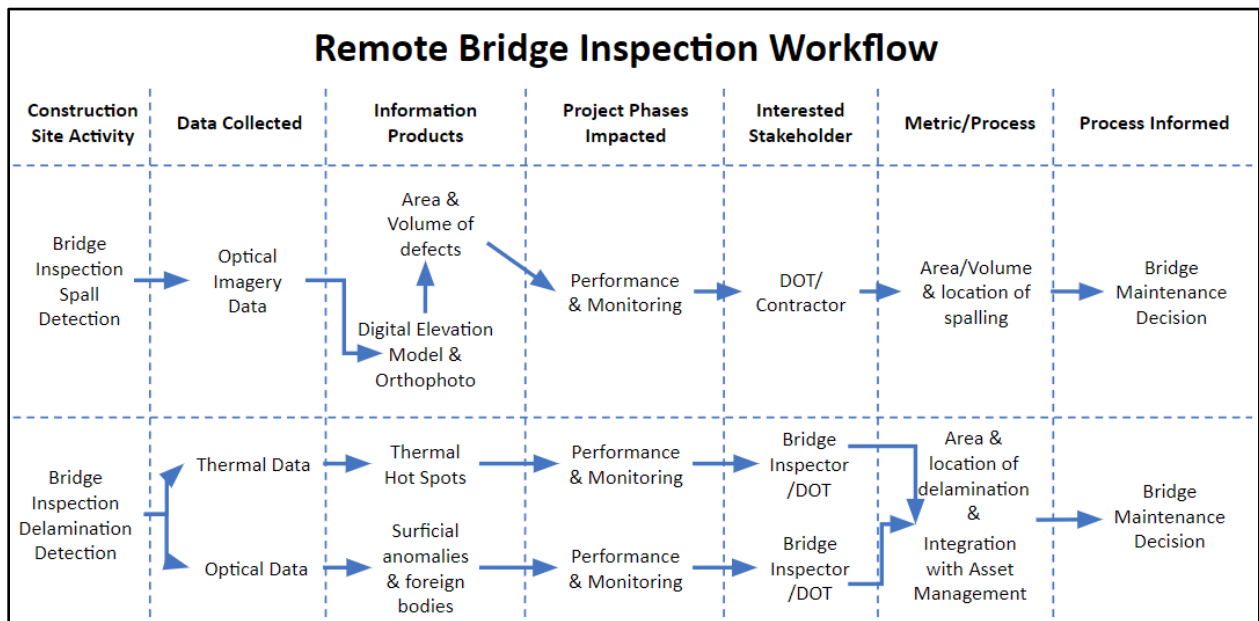 Remote Bridge Inspection Workflow
Construction
Site Activity
Data Collected
Information
Products
Project Phases
Impacted
Interested
Stakeholder
Metric/Process
Process Informed
Bridge
Inspection
Spall
Detection
Optical
Imagery
Data
Area &
Volume of
defects
Digital Elevation
Model &
Orthophoto
Performance
& Monitoring
DOT/
Contractor
Area/Volume
& location of
spalling
Bridge
Maintenance
Decision
Bridge
Inspection
Delamination
Detection
Thermal Data
Thermal
Hot Spots
Performance
& Monitoring
Bridge
Inspector
/DOT
Optical Data
Surficial
anomalies
& foreign
bodies
Performance
& Monitoring
Bridge
Inspector
/DOT
Area &
location of
delamination
&
Integration
with Asset
Management
Bridge
Maintenance
Decision